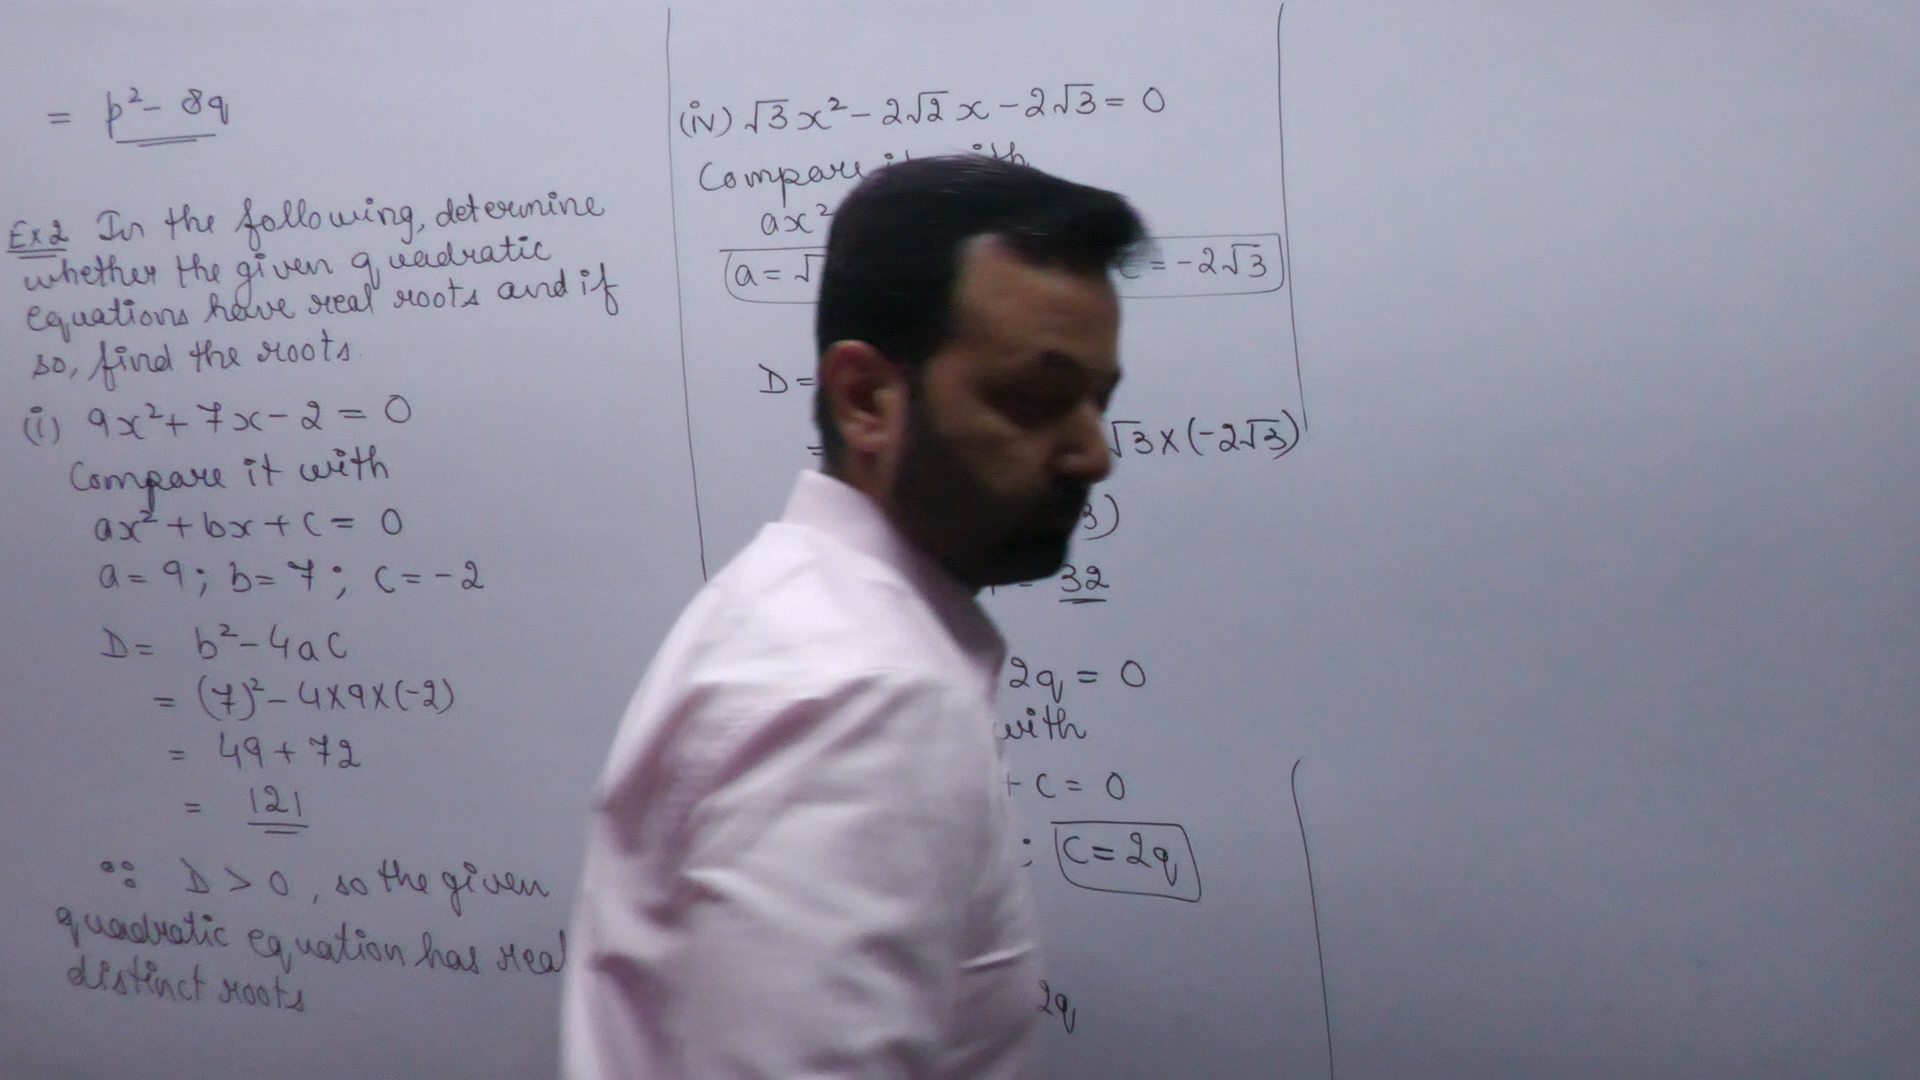 = p² - 8q
Ex2 In the following, determine
whether the given quadratic
equations have real roots and if
so, find the roots.
(i) 9x² + 7x - 2 = 0
Compare it with
ax² + bx + c = 0
a = 9; b = 7; c = -2
D = b² - 4ac
= (7)² - 4×9×(-2)
= 49 + 72
= 121
∵ D > 0, so the given
quadratic equation has real
distinct roots
(iv) √3x² - 2√2x - 2√3 = 0
Compare it with
ax²
a = √ = -2√3
D =
= √3×(-2√3)
3)
= 32
2q = 0
with
+ c = 0
; c = 2q
2q